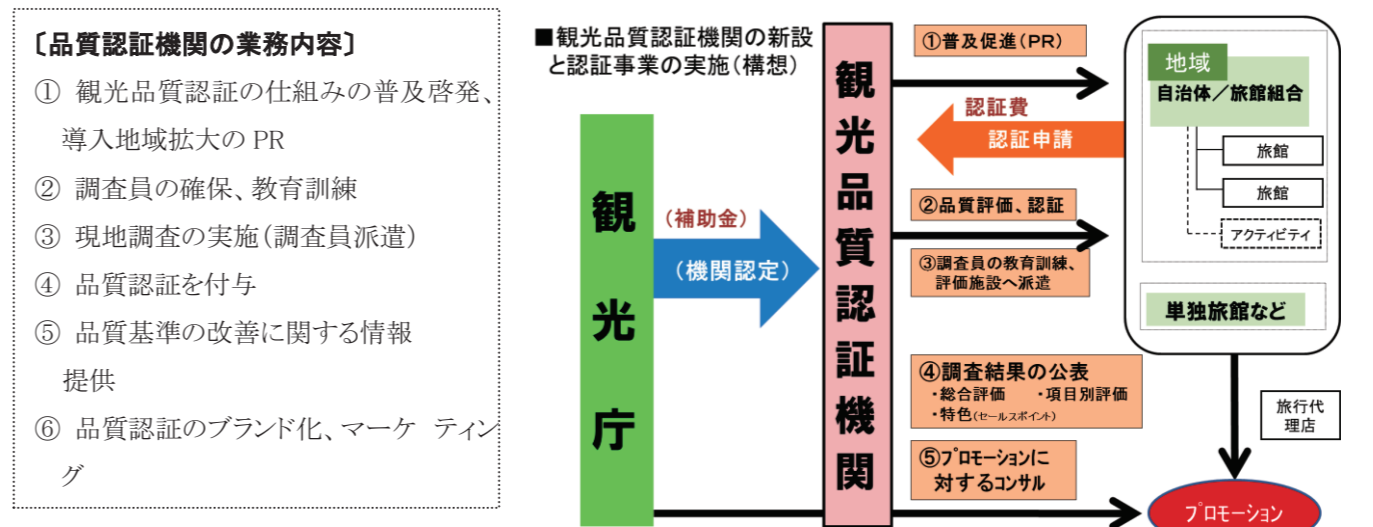 〔品質認証機関の業務内容〕
① 観光品質認証の仕組みの普及啓発、
導入地域拡大の PR
② 調査員の確保、教育訓練
③ 現地調査の実施(調査員派遣)
④ 品質認証を付与
⑤ 品質基準の改善に関する情報
提供
⑥ 品質認証のブランド化、マーケ ティン
グ
■観光品質認証機関の新設
と認証事業の実施(構想)
観光庁
(補助金)
(機関認定)
観光品質認証機関
①普及促進(PR)
認証費
認証申請
②品質評価、認証
③調査員の教育訓練、
評価施設へ派遣
④調査結果の公表
・総合評価 ・項目別評価
・特色(セールスポイント)
⑤プロモーションに
対するコンサル
地域
自治体/旅館組合
旅館
旅館
アクティビティ
単独旅館など
旅行代
理店
プロモーション